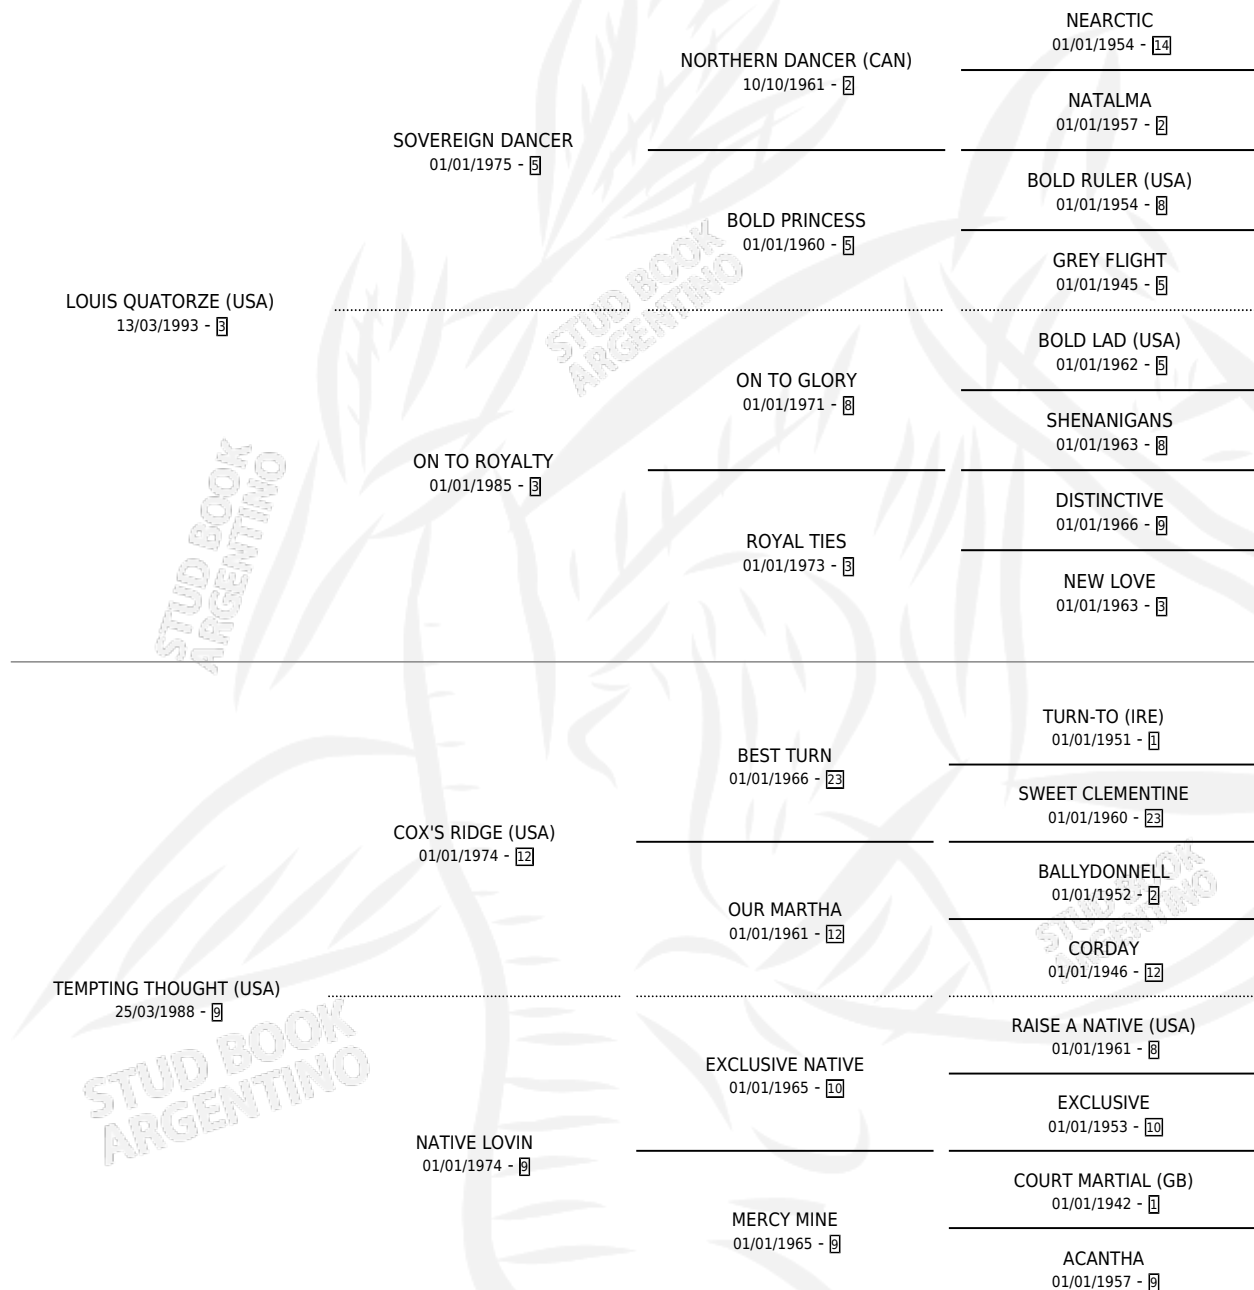 NEARCTIC
01/01/1954 - 14
NORTHERN DANCER (CAN)
10/10/1961 - 2
NATALMA
01/01/1957 - 2
SOVEREIGN DANCER
01/01/1975 - 5
BOLD RULER (USA)
01/01/1954 - 8
BOLD PRINCESS
01/01/1960 - 5
GREY FLIGHT
01/01/1945 - 5
STUD BOOK
ARGENTINO
LOUIS QUATORZE (USA)
13/03/1993 - 3
BOLD LAD (USA)
01/01/1962 - 5
ON TO GLORY
01/01/1971 - 8
SHENANIGANS
01/01/1963 - 8
ON TO ROYALTY
01/01/1985 - 3
DISTINCTIVE
01/01/1966 - 9
ROYAL TIES
01/01/1973 - 3
NEW LOVE
01/01/1963 - 3
STUD BOOK
ARGENTINO
TURN-TO (IRE)
01/01/1951 - 1
BEST TURN
01/01/1966 - 23
SWEET CLEMENTINE
01/01/1960 - 23
COX'S RIDGE (USA)
01/01/1974 - 12
BALLYDONNELL
01/01/1952 - 2
OUR MARTHA
01/01/1961 - 12
CORDAY
01/01/1946 - 12
STUD BOOK
ARGENTINO
TEMPTING THOUGHT (USA)
25/03/1988 - 9
RAISE A NATIVE (USA)
01/01/1961 - 8
EXCLUSIVE NATIVE
01/01/1965 - 10
EXCLUSIVE
01/01/1953 - 10
STUD BOOK
ARGENTINO
NATIVE LOVIN
01/01/1974 - 9
COURT MARTIAL (GB)
01/01/1942 - 1
MERCY MINE
01/01/1965 - 9
ACANTHA
01/01/1957 - 9